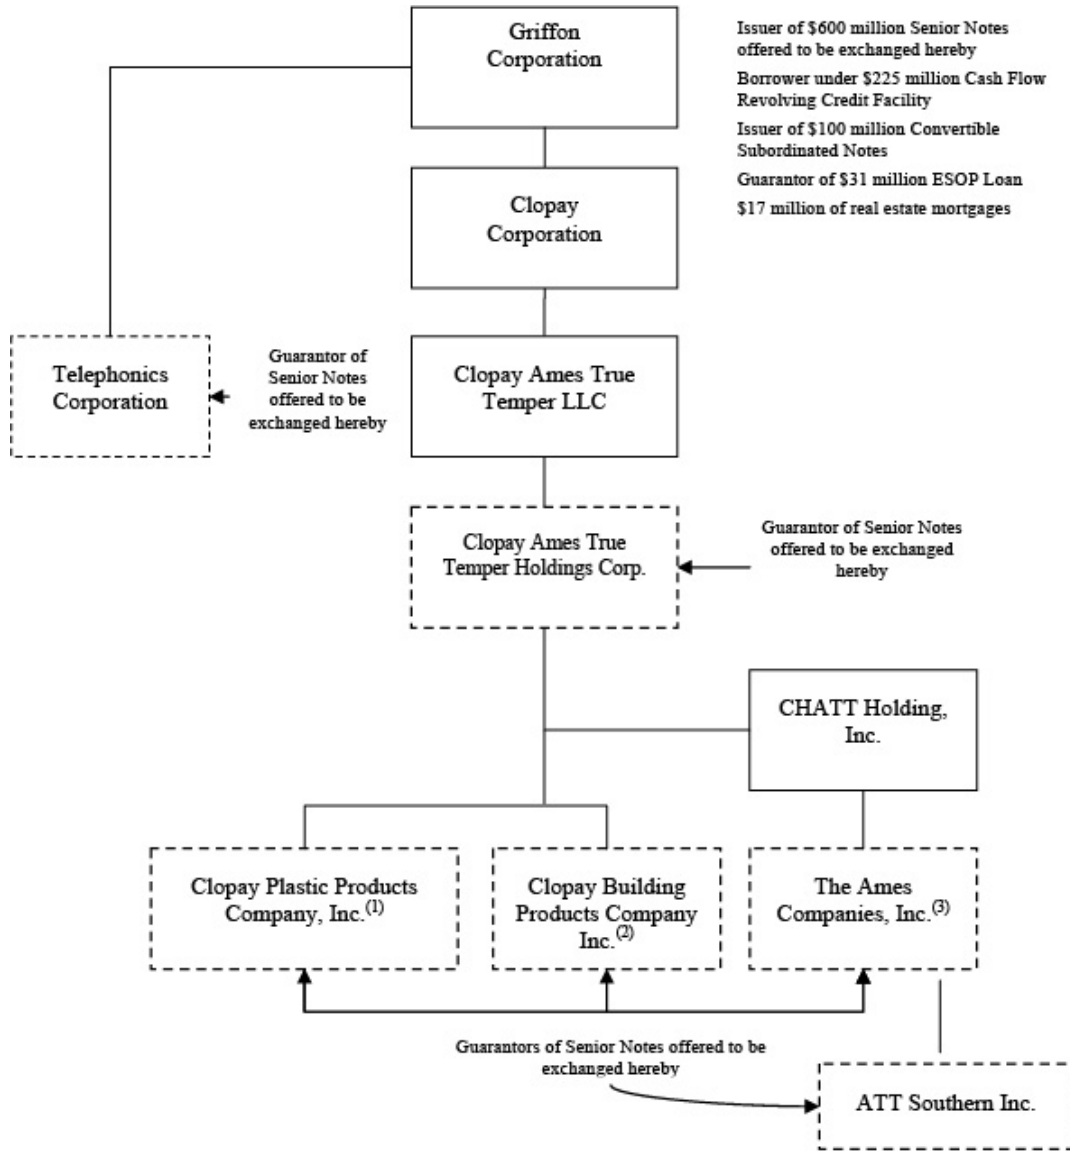 Griffon
Corporation
Issuer of $600 million Senior Notes
offered to be exchanged hereby
Borrower under $225 million Cash Flow
Revolving Credit Facility
Issuer of $100 million Convertible
Subordinated Notes
Guarantor of $31 million ESOP Loan
$17 million of real estate mortgages
Clopay
Corporation
Telephonics
Corporation
Guarantor of
Senior Notes
offered to be
exchanged hereby
Clopay Ames True
Temper LLC
Clopay Ames True
Temper Holdings Corp.
Guarantor of Senior Notes
offered to be exchanged
hereby
CHATT Holding,
Inc.
Clopay Plastic Products
Company, Inc.(1)
Clopay Building
Products Company
Inc.(2)
The Ames
Companies, Inc.(3)
Guarantors of Senior Notes offered to be
exchanged hereby
ATT Southern Inc.